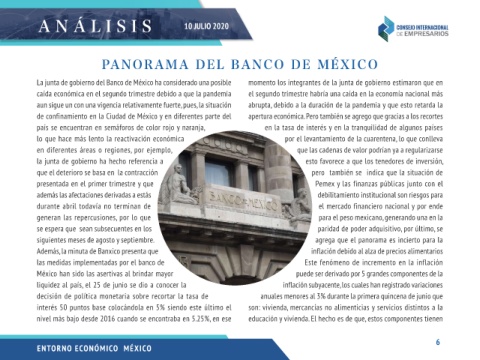 ANÁLISIS
10 JULIO 2020
CONSEJO INTERNACIONAL
DE EMPRESARIOS
PANORAMA DEL BANCO DE MÉXICO
La junta de gobierno del Banco de México ha considerado una posible
caída económica en el segundo trimestre debido a que la pandemia
aun sigue un con una vigencia relativamente fuerte, pues, la situación
de confinamiento en la Ciudad de México y en diferentes parte del
país se encuentran en semáforos de color rojo y naranja,
lo que hace más lento la reactivación económica
en diferentes áreas o regiones, por ejemplo,
la junta de gobierno ha hecho referencia a
que el deterioro se basa en la contracción
presentada en el primer trimestre y que
además las afectaciones derivadas a estás
durante abril todavía no terminan de
generan las repercusiones, por lo que
se espera que sean subsecuentes en los
siguientes meses de agosto y septiembre.
Además, la minuta de Banxico presenta que
las medidas implementadas por el banco de
México han sido las asertivas al brindar mayor
liquidez al país, el 25 de junio se dio a conocer la
decisión de política monetaria sobre recortar la tasa de
interés 50 puntos base colocándola en 5% siendo este último el
nivel más bajo desde 2016 cuando se encontraba en 5.25%, en ese
momento los integrantes de la junta de gobierno estimaron que en
el segundo trimestre habría una caída en la economía nacional más
abrupta, debido a la duración de la pandemia y que esto retarda la
apertura económica. Pero también se agrego que gracias a los recortes
en la tasa de interés y en la tranquilidad de algunos países
por el levantamiento de la cuarentena, lo que conlleva
que las cadenas de valor podrían ya a regularizarse
esto favorece a que los tenedores de inversión,
pero también se indica que la situación de
Pemex y las finanzas públicas junto con el
debilitamiento institucional son riesgos para
el mercado financiero nacional y por ende
para el peso mexicano, generando una en la
paridad de poder adquisitivo, por último, se
agrega que el panorama es incierto para la
inflación debido al alza de precios alimentarios
Este fenómeno de incremento en la inflación
puede ser derivado por 5 grandes componentes de la
inflación subyacente, los cuales han registrado variaciones
anuales menores al 3% durante la primera quincena de junio que
son: vivienda, mercancías no alimenticias y servicios distintos a la
educación y vivienda. El hecho es de que, estos componentes tienen
BANCO DE MEXICO
ENTORNO ECONÓMICO MÉXICO
6